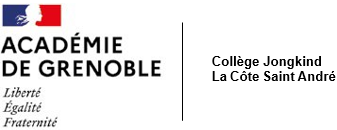 ACADÉMIE
DE GRENOBLE
Liberté
Égalité
Fraternité
Collège Jongkind
La Côte Saint André